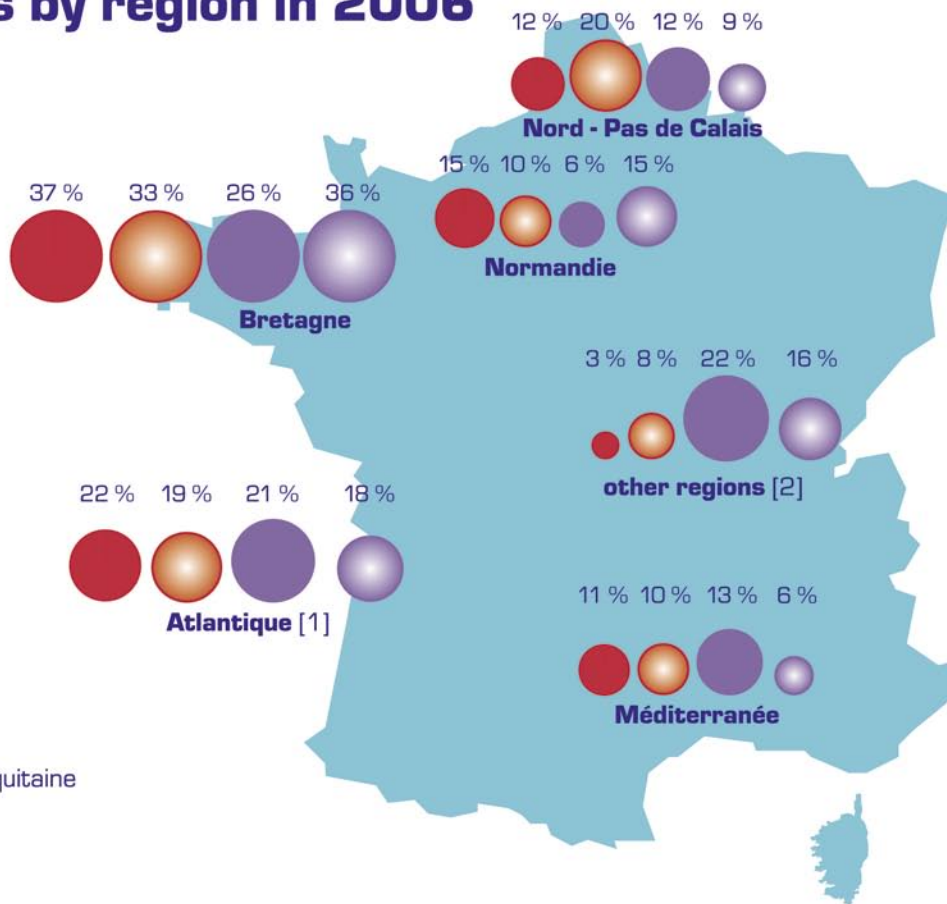 s by region in 2006
12 % 20 % 12 % 9 %
Nord - Pas de Calais
15 % 10 % 6 % 15 %
Normandie
37 % 33 % 26 % 36 %
Bretagne
3 % 8 % 22 % 16 %
other regions [2]
22 % 19 % 21 % 18 %
Atlantique [1]
11 % 10 % 13 % 6 %
Méditerranée
quitaine